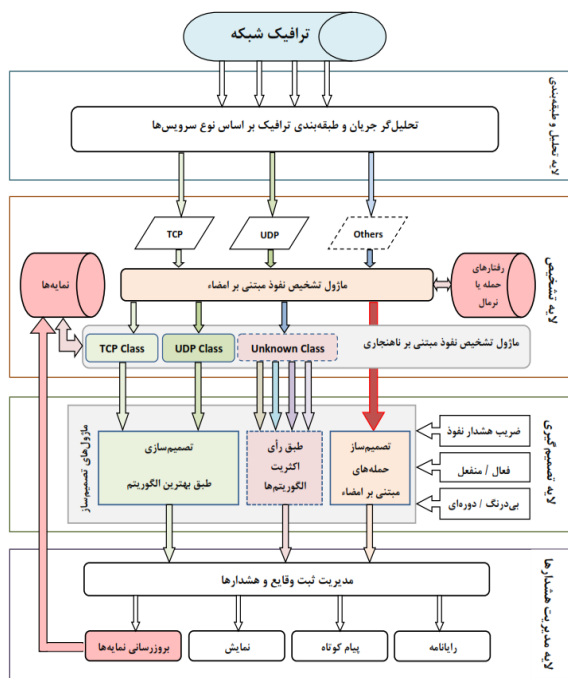 ترافیک شبکه
لایه تحلیل و طبقه‌بندی
تحلیل‌گر جریان و طبقه‌بندی ترافیک بر اساس نوع سرویس‌ها
لایه تشخیص
TCP
UDP
Others
نمایه‌ها
ماژول تشخیص نفوذ مبتنی بر امضاء
رفتارهای
حمله یا
نرمال
ماژول تشخیص نفوذ مبتنی بر ناهنجاری
TCP Class
UDP Class
Unknown Class
لایه تصمیم گیری
ماژول‌های تصمیم‌ساز
تصمیم‌سازی
طبق بهترین الگوریتم
طبق رأی
اکثریت
الگوریتم‌ها
تصمیم‌ساز
حمله‌های
مبتنی بر امضاء
ضریب هشدار نفوذ
فعال / منفعل
بی‌درنگ / دوره‌ای
لایه مدیریت هشدارها
مدیریت ثبت وقایع و هشدارها
بروزرسانی نمایه‌ها
نمایش
پیام کوتاه
رایانامه